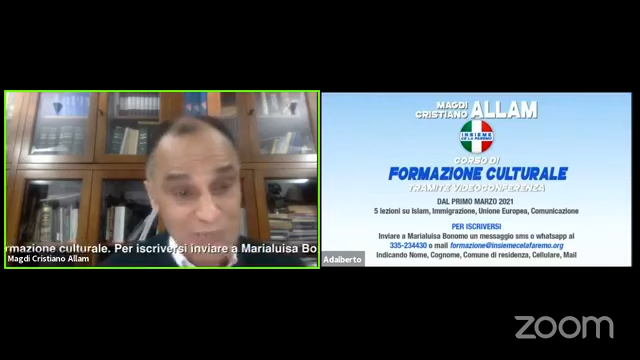 rmazione culturale. Per iscriversi inviare a Marialuisa Bo
Magdi Cristiano Allam
MAGDI
CRISTIANO ALLAM
INSIEME
CE LA FAREMO
CORSO DI
FORMAZIONE CULTURALE
TRAMITE VIDEOCONFERENZA
DAL PRIMO MARZO 2021
5 lezioni su Islam, Immigrazione, Unione Europea, Comunicazione
PER ISCRIVERSI
Inviare a Marialuisa Bonomo un messaggio sms o whatsapp al
335-234430 o mail formazione@insiemecelafaremo.org
Indicando Nome, Cognome, Comune di residenza, Cellulare, Mail
Adalberto
zoom